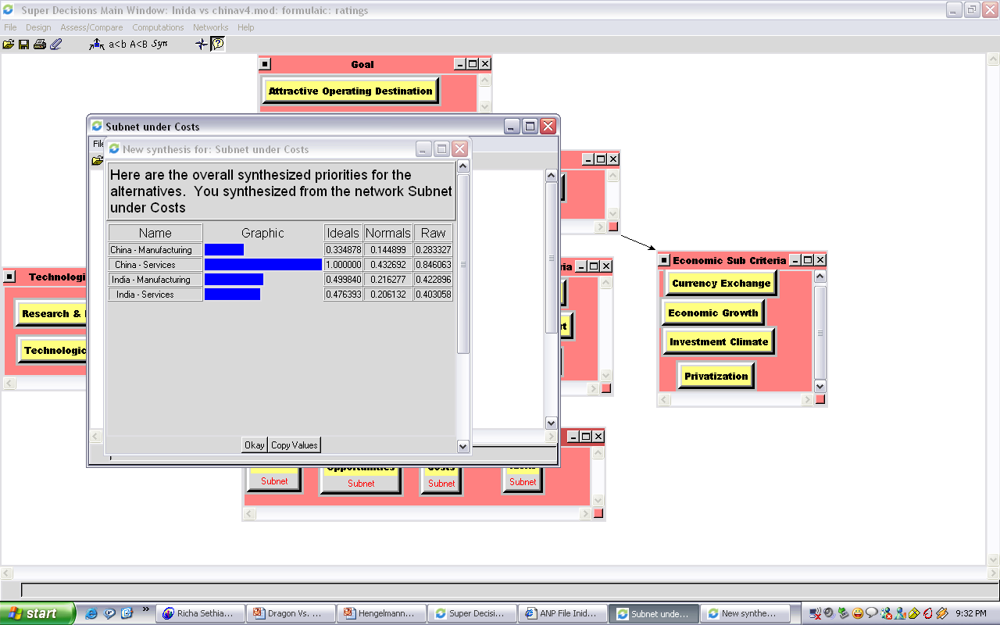 Super Decisions Main Window: Inida vs chinav4.mod: formulaic: ratings
File Design Assess/Compare Computations Networks Help
a<b A<B Syn
Goal
Attractive Operating Destination
Subnet under Costs
New synthesis for: Subnet under Costs
Here are the overall synthesized priorities for the
alternatives. You synthesized from the network Subnet
under Costs
Name Graphic Ideals Normals Raw
China - Manufacturing 0.334878 0.144899 0.283327
China - Services 1.000000 0.432692 0.846063
India - Manufacturing 0.499840 0.216277 0.422896
India - Services 0.476393 0.206132 0.403058
Okay Copy Values
Economic Sub Criteria
Currency Exchange
Economic Growth
Investment Climate
Privatization
Research &
Opportunities Costs
Subnet Subnet Subnet Subnet
start Richa Sethia... Dragon Vs. ... Hengelmann... Super Decisi... ANP File Inid... Subnet unde... New synthe... 9:32 PM